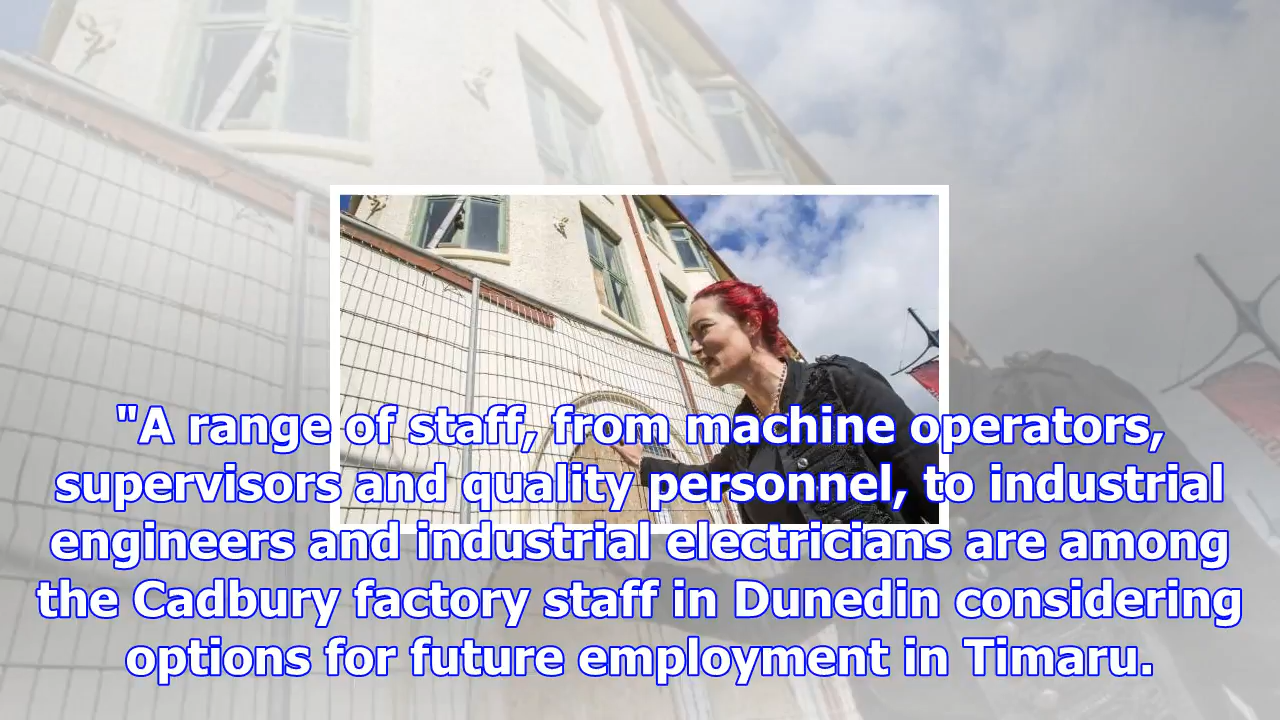 "A range of staff, from machine operators,
supervisors and quality personnel, to industrial
engineers and industrial electricians are among
the Cadbury factory staff in Dunedin considering
options for future employment in Timaru.